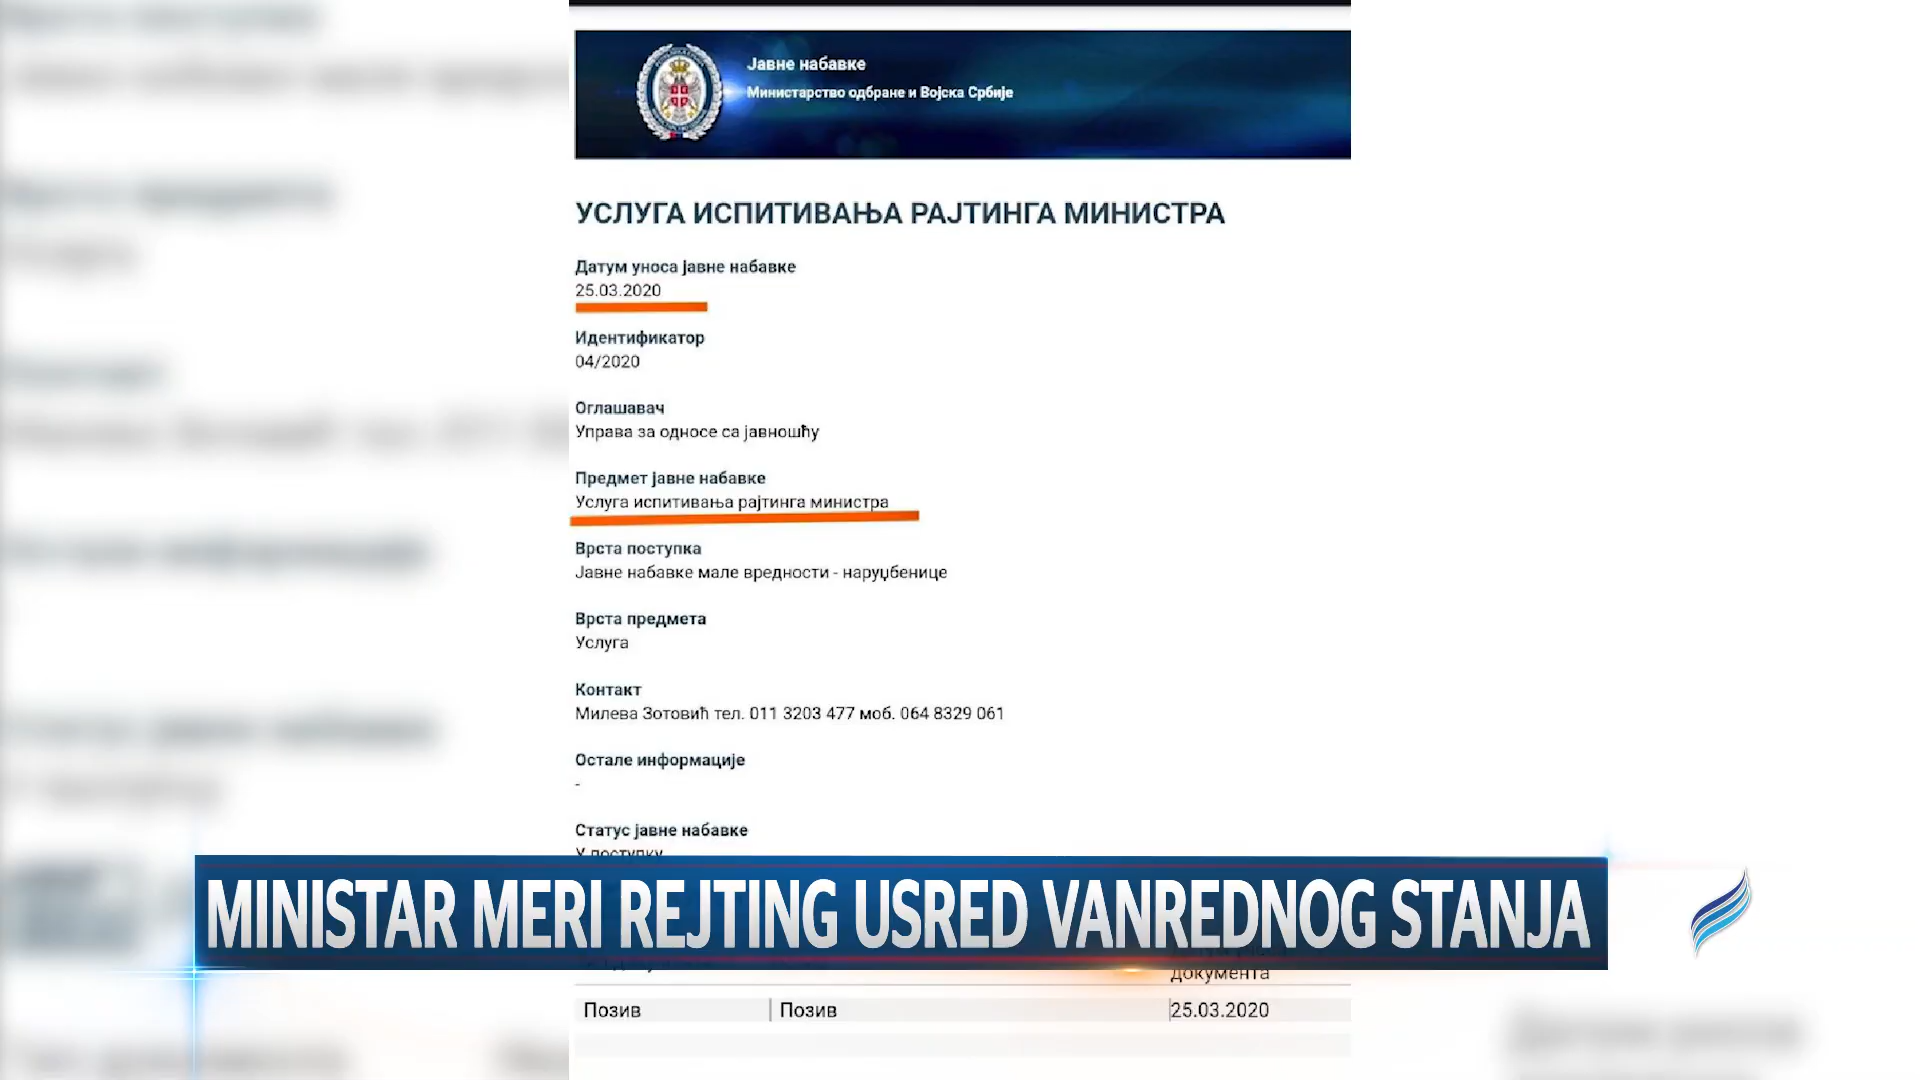 Јавне набавке
Министарство одбране и Војска Србије
УСЛУГА ИСПИТИВАЊА РАЈТИНГА МИНИСТРА
Датум уноса јавне набавке
25.03.2020
Идентификатор
04/2020
Оглашавач
Управа за односе са јавношћу
Предмет јавне набавке
Услуга испитивања рајтинга министра
Врста поступка
Јавне набавке мале вредности - наруџбенице
Врста предмета
Услуга
Контакт
Милева Зотовић тел. 011 3203 477 моб. 064 8329 061
Остале информације
-
Статус јавне набавке
У поступку
MINISTAR MERI REJTING USRED VANREDNOG STANJA
документа
Позив Позив 25.03.2020